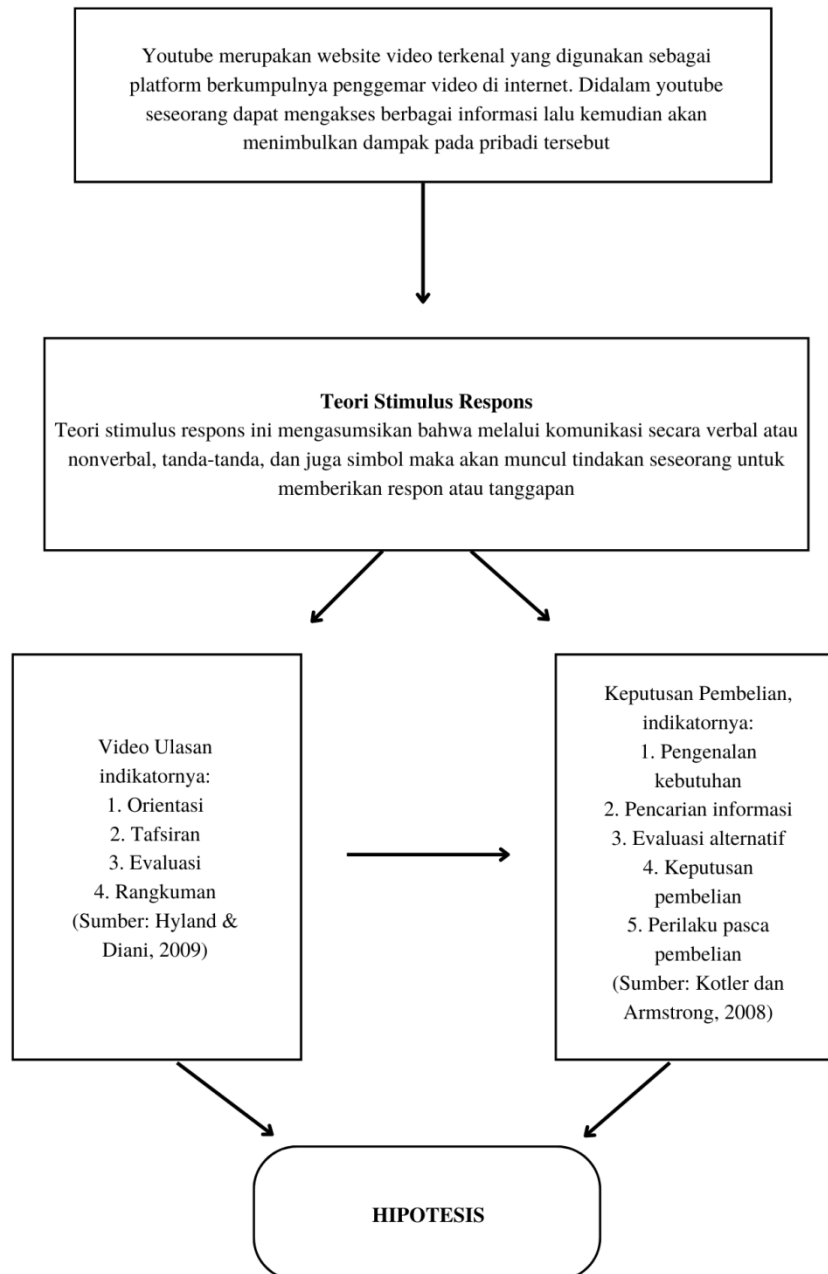 Youtube merupakan website video terkenal yang digunakan sebagai
platform berkumpulnya penggemar video di internet. Didalam youtube
seseorang dapat mengakses berbagai informasi lalu kemudian akan
menimbulkan dampak pada pribadi tersebut
Teori Stimulus Respons
Teori stimulus respons ini mengasumsikan bahwa melalui komunikasi secara verbal atau
nonverbal, tanda-tanda, dan juga simbol maka akan muncul tindakan seseorang untuk
memberikan respon atau tanggapan
Video Ulasan
indikatornya:
1. Orientasi
2. Tafsiran
3. Evaluasi
4. Rangkuman
(Sumber: Hyland &
Diani, 2009)
Keputusan Pembelian,
indikatornya:
1. Pengenalan
kebutuhan
2. Pencarian informasi
3. Evaluasi alternatif
4. Keputusan
pembelian
5. Perilaku pasca
pembelian
(Sumber: Kotler dan
Armstrong, 2008)
HIPOTESIS